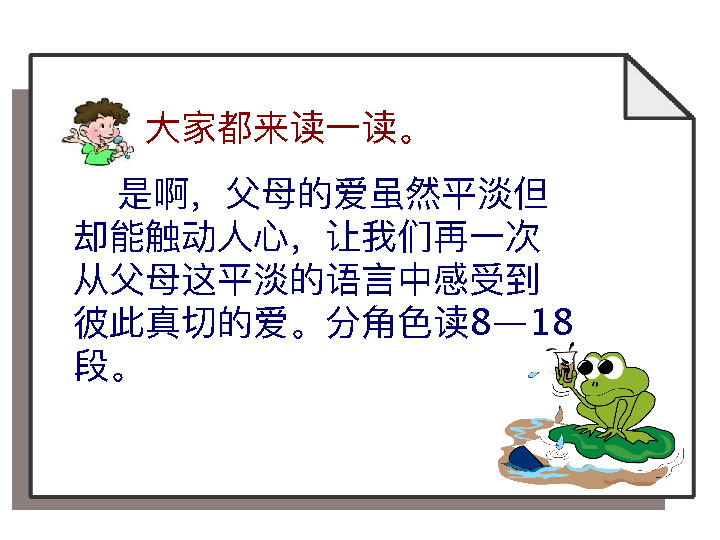 大家都来读一读。
是啊，父母的爱虽然平淡但
却能触动人心，让我们再一次
从父母这平淡的语言中感受到
彼此真切的爱。分角色读8—18
段。